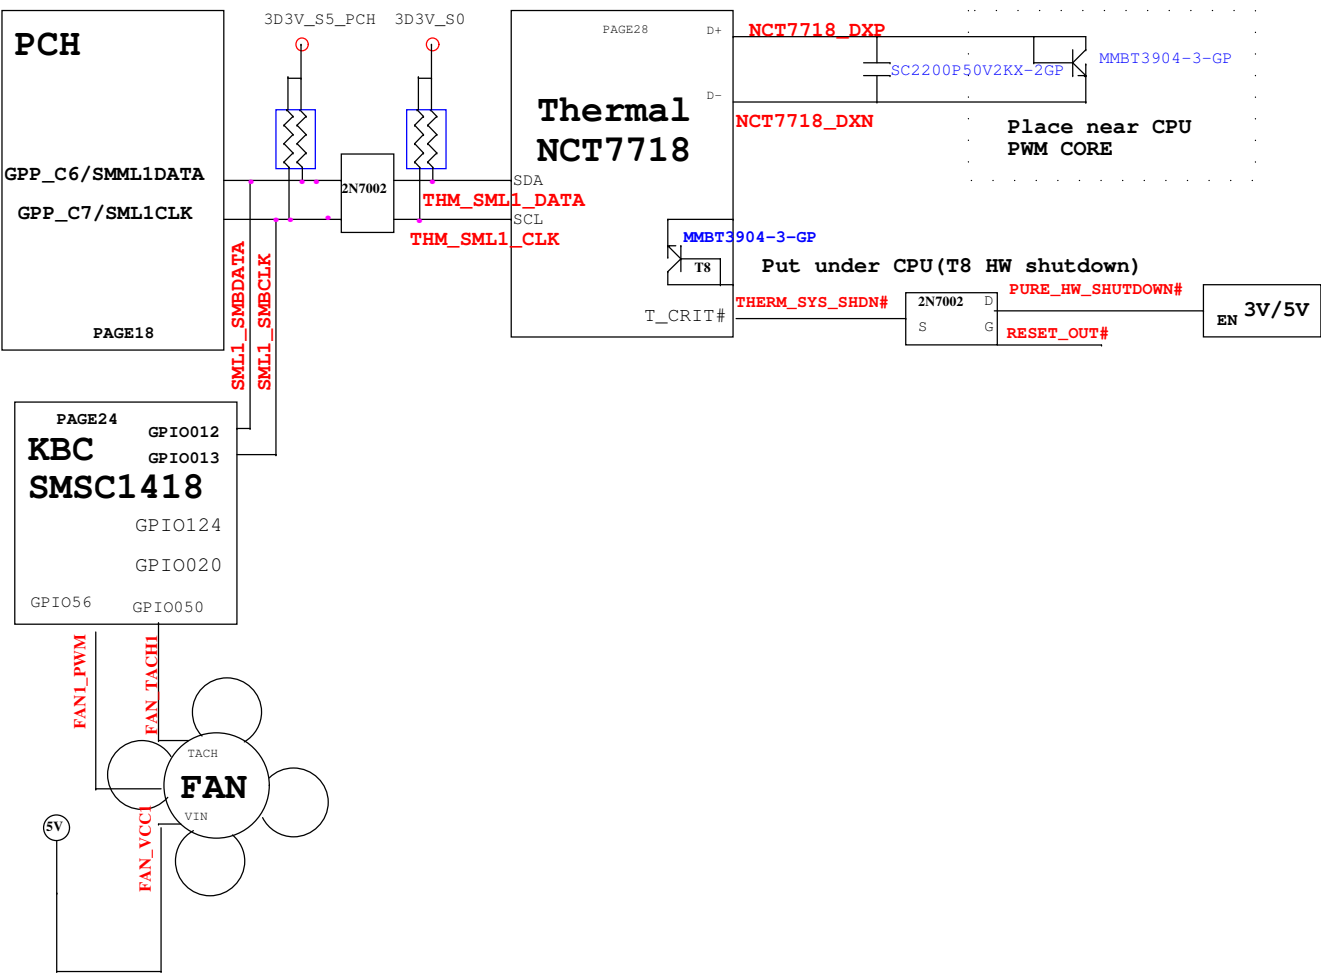 3D3V_S5_PCH
3D3V_S0
PCH
PAGE28
D+
NCT7718_DXP
MMBT3904-3-GP
SC2200P50V2KX-2GP
D-
Thermal
NCT7718
NCT7718_DXN
Place near CPU
PWM CORE
GPP_C6/SMML1DATA
2N7002
SDA
THM_SML1_DATA
GPP_C7/SML1CLK
SCL
THM_SML1_CLK
MMBT3904-3-GP
T8
Put under CPU(T8 HW shutdown)
SML1_SMBDATA
SML1_SMBCLK
PAGE18
T_CRIT#
THERM_SYS_SHDN#
2N7002
D
S
G
PURE_HW_SHUTDOWN#
RESET_OUT#
EN 3V/5V
PAGE24
GPIO012
KBC
GPIO013
SMSC1418
GPIO124
GPIO020
GPIO56
GPIO050
FAN1_PWM
FAN_TACH1
TACH
FAN
VIN
5V
FAN_VCC1